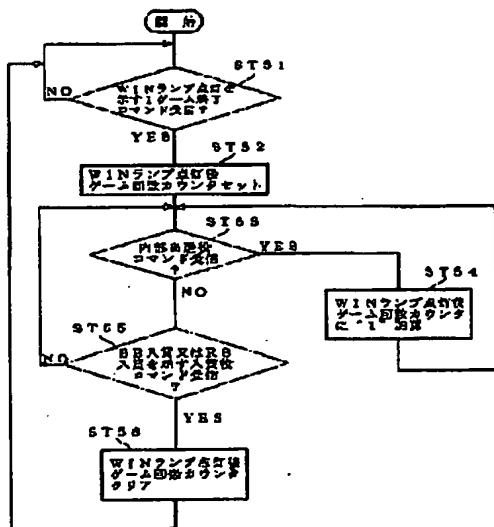 開始
ST51
WINランプ点灯を
示す1ゲーム終了
コマンド受信?
NO
YES
ST52
WINランプ点灯後
ゲーム回数カウンタセット
ST53
内部当選役
コマンド受信
?
YES
NO
ST54
WINランプ点灯後
ゲーム回数カウンタ
に"1"加算
ST55
BB入賞又はRB
入賞を示す入賞役
コマンド受信
?
NO
YES
ST56
WINランプ点灯後
ゲーム回数カウンタ
クリア